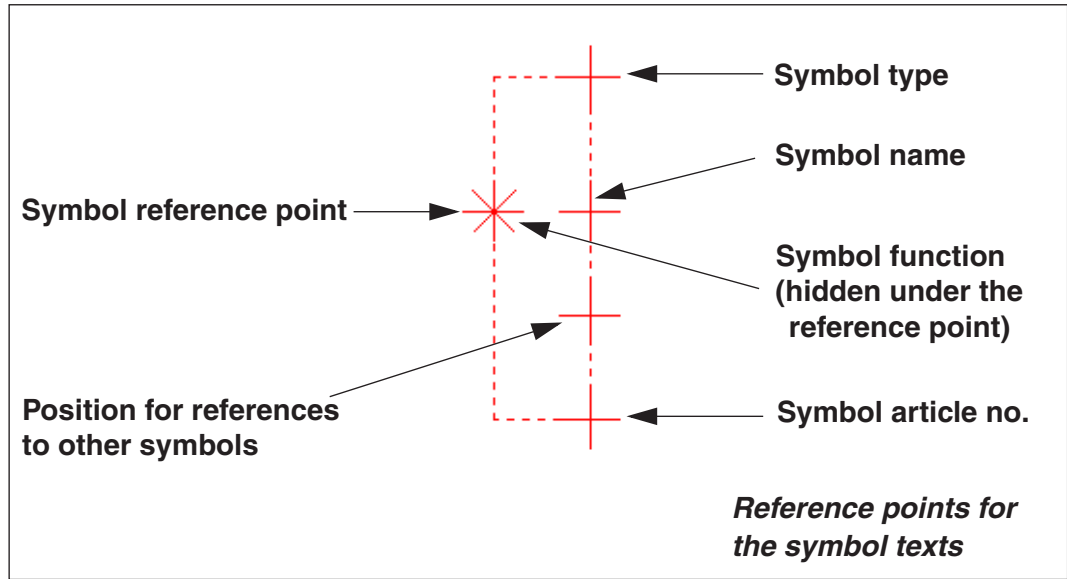 Symbol type
Symbol name
Symbol reference point
Symbol function
(hidden under the
reference point)
Position for references
to other symbols
Symbol article no.
Reference points for
the symbol texts